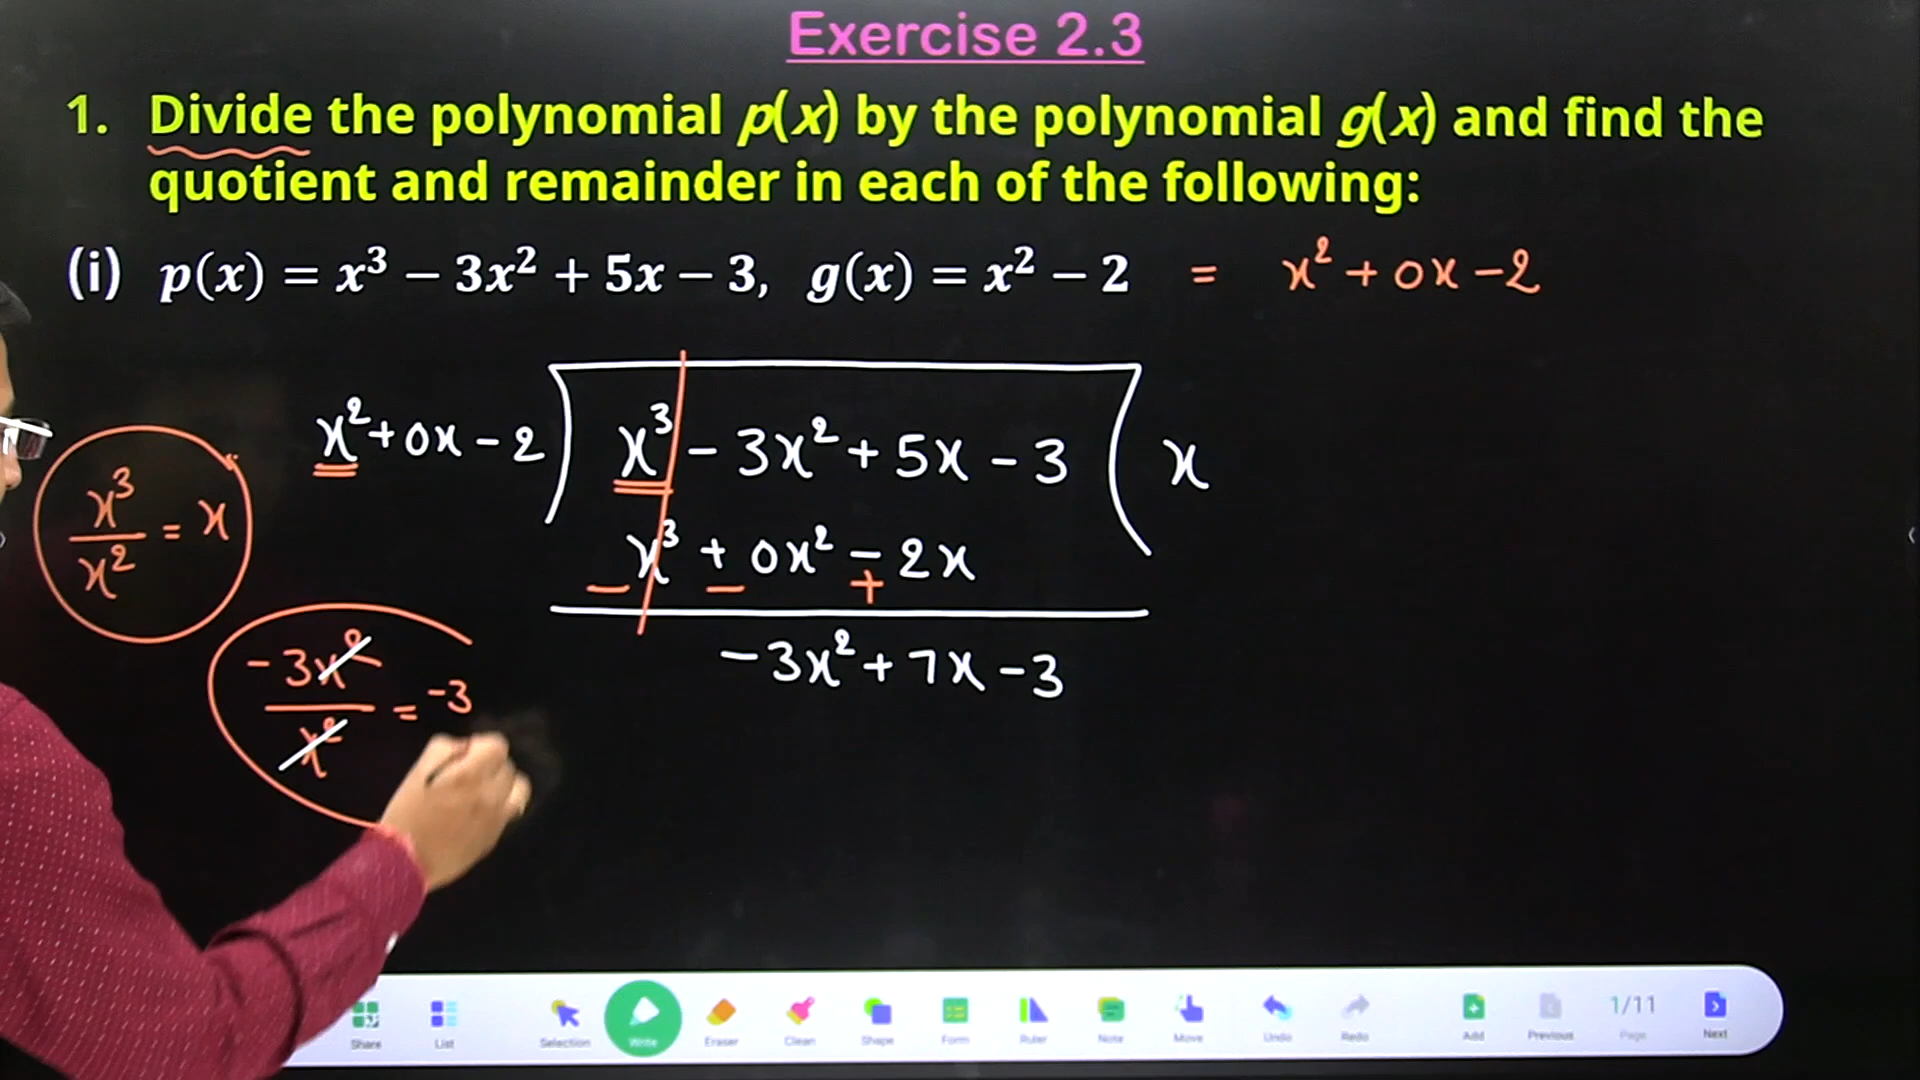 Exercise 2.3
1. Divide the polynomial p(x) by the polynomial g(x) and find the
quotient and remainder in each of the following:
(i) p(x) = x³ − 3x² + 5x − 3, g(x) = x² − 2 = x² + 0x − 2
x² + 0x − 2 ) x³ − 3x² + 5x − 3 ( x
x³/x² = x
x³ + 0x² − 2x
− − +
−3x² + 7x − 3
−3x²/x² = −3
Share List Selection Write Eraser Clean Shape Form Ruler Note Move Undo Redo Add Previous 1/11 Page Next